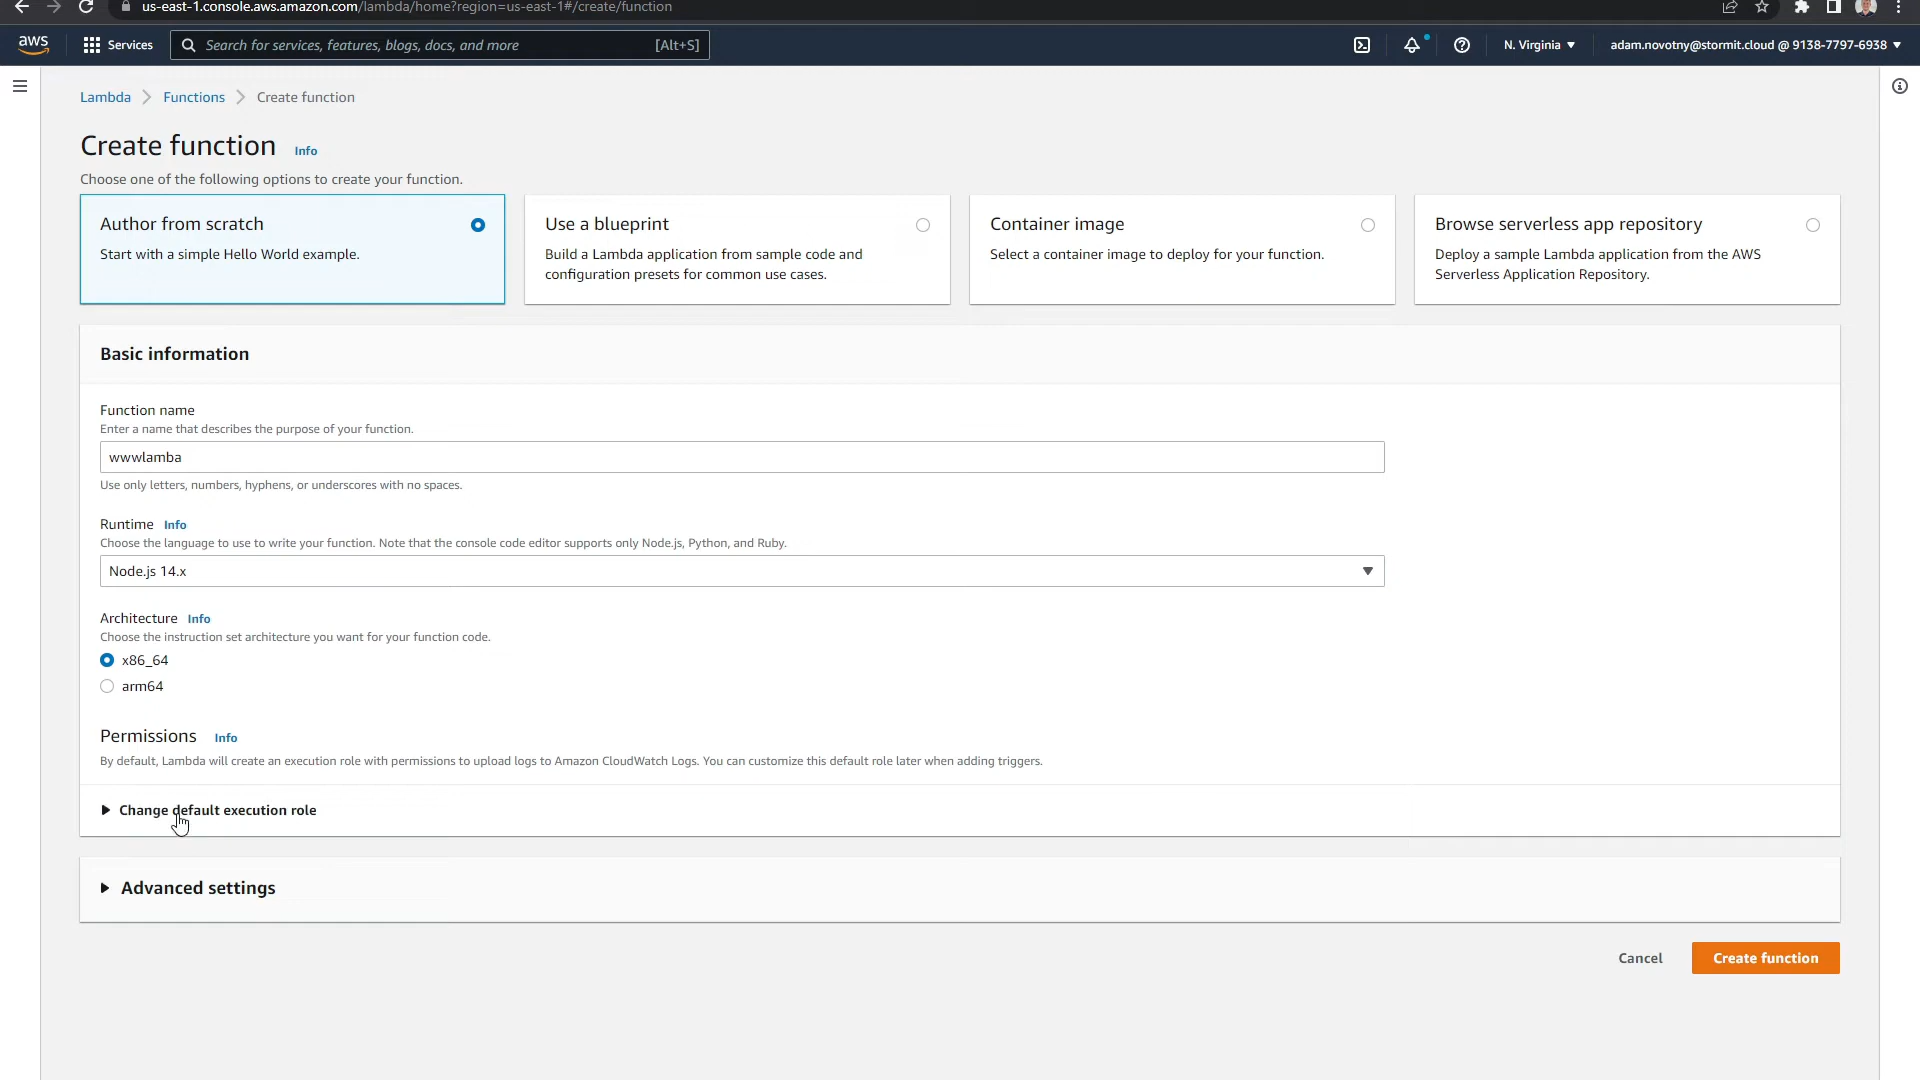 us-east-1.console.aws.amazon.com/lambda/home?region=us-east-1#/create/function
aws
Services
Search for services, features, blogs, docs, and more
[Alt+S]
N. Virginia
adam.novotny@stormit.cloud @ 9138-7797-6938
Lambda
Functions
Create function
Create function
Info
Choose one of the following options to create your function.
Author from scratch
Start with a simple Hello World example.
Use a blueprint
Build a Lambda application from sample code and
configuration presets for common use cases.
Container image
Select a container image to deploy for your function.
Browse serverless app repository
Deploy a sample Lambda application from the AWS
Serverless Application Repository.
Basic information
Function name
Enter a name that describes the purpose of your function.
wwwlamba
Use only letters, numbers, hyphens, or underscores with no spaces.
Runtime Info
Choose the language to use to write your function. Note that the console code editor supports only Node.js, Python, and Ruby.
Node.js 14.x
Architecture Info
Choose the instruction set architecture you want for your function code.
x86_64
arm64
Permissions Info
By default, Lambda will create an execution role with permissions to upload logs to Amazon CloudWatch Logs. You can customize this default role later when adding triggers.
Change default execution role
Advanced settings
Cancel
Create function